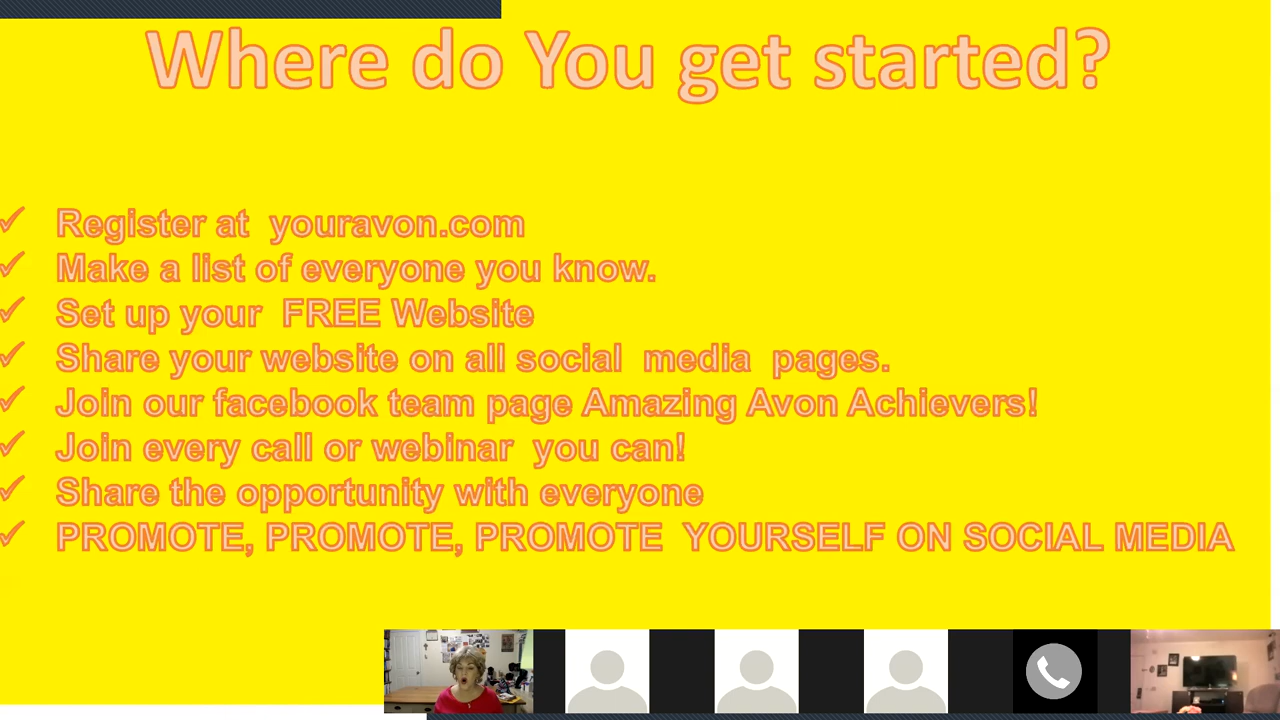 Where do You get started?
Register at youravon.com
Make a list of everyone you know.
Set up your FREE Website
Share your website on all social media pages.
Join our facebook team page Amazing Avon Achievers!
Join every call or webinar you can!
Share the opportunity with everyone
PROMOTE, PROMOTE, PROMOTE YOURSELF ON SOCIAL MEDIA